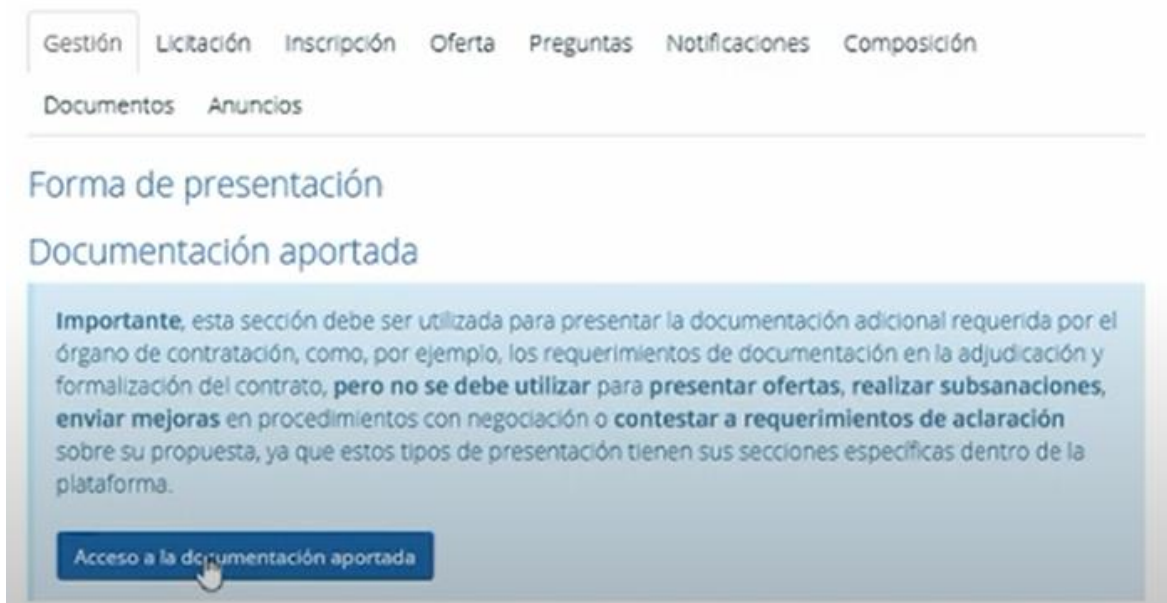 Gestión Licitación Inscripción Oferta Preguntas Notificaciones Composición
Documentos Anuncios
Forma de presentación
Documentación aportada
Importante, esta sección debe ser utilizada para presentar la documentación adicional requerida por el
órgano de contratación, como, por ejemplo, los requerimientos de documentación en la adjudicación y
formalización del contrato, pero no se debe utilizar para presentar ofertas, realizar subsanaciones,
enviar mejoras en procedimientos con negociación o contestar a requerimientos de aclaración
sobre su propuesta, ya que estos tipos de presentación tienen sus secciones específicas dentro de la
plataforma.
Acceso a la documentación aportada